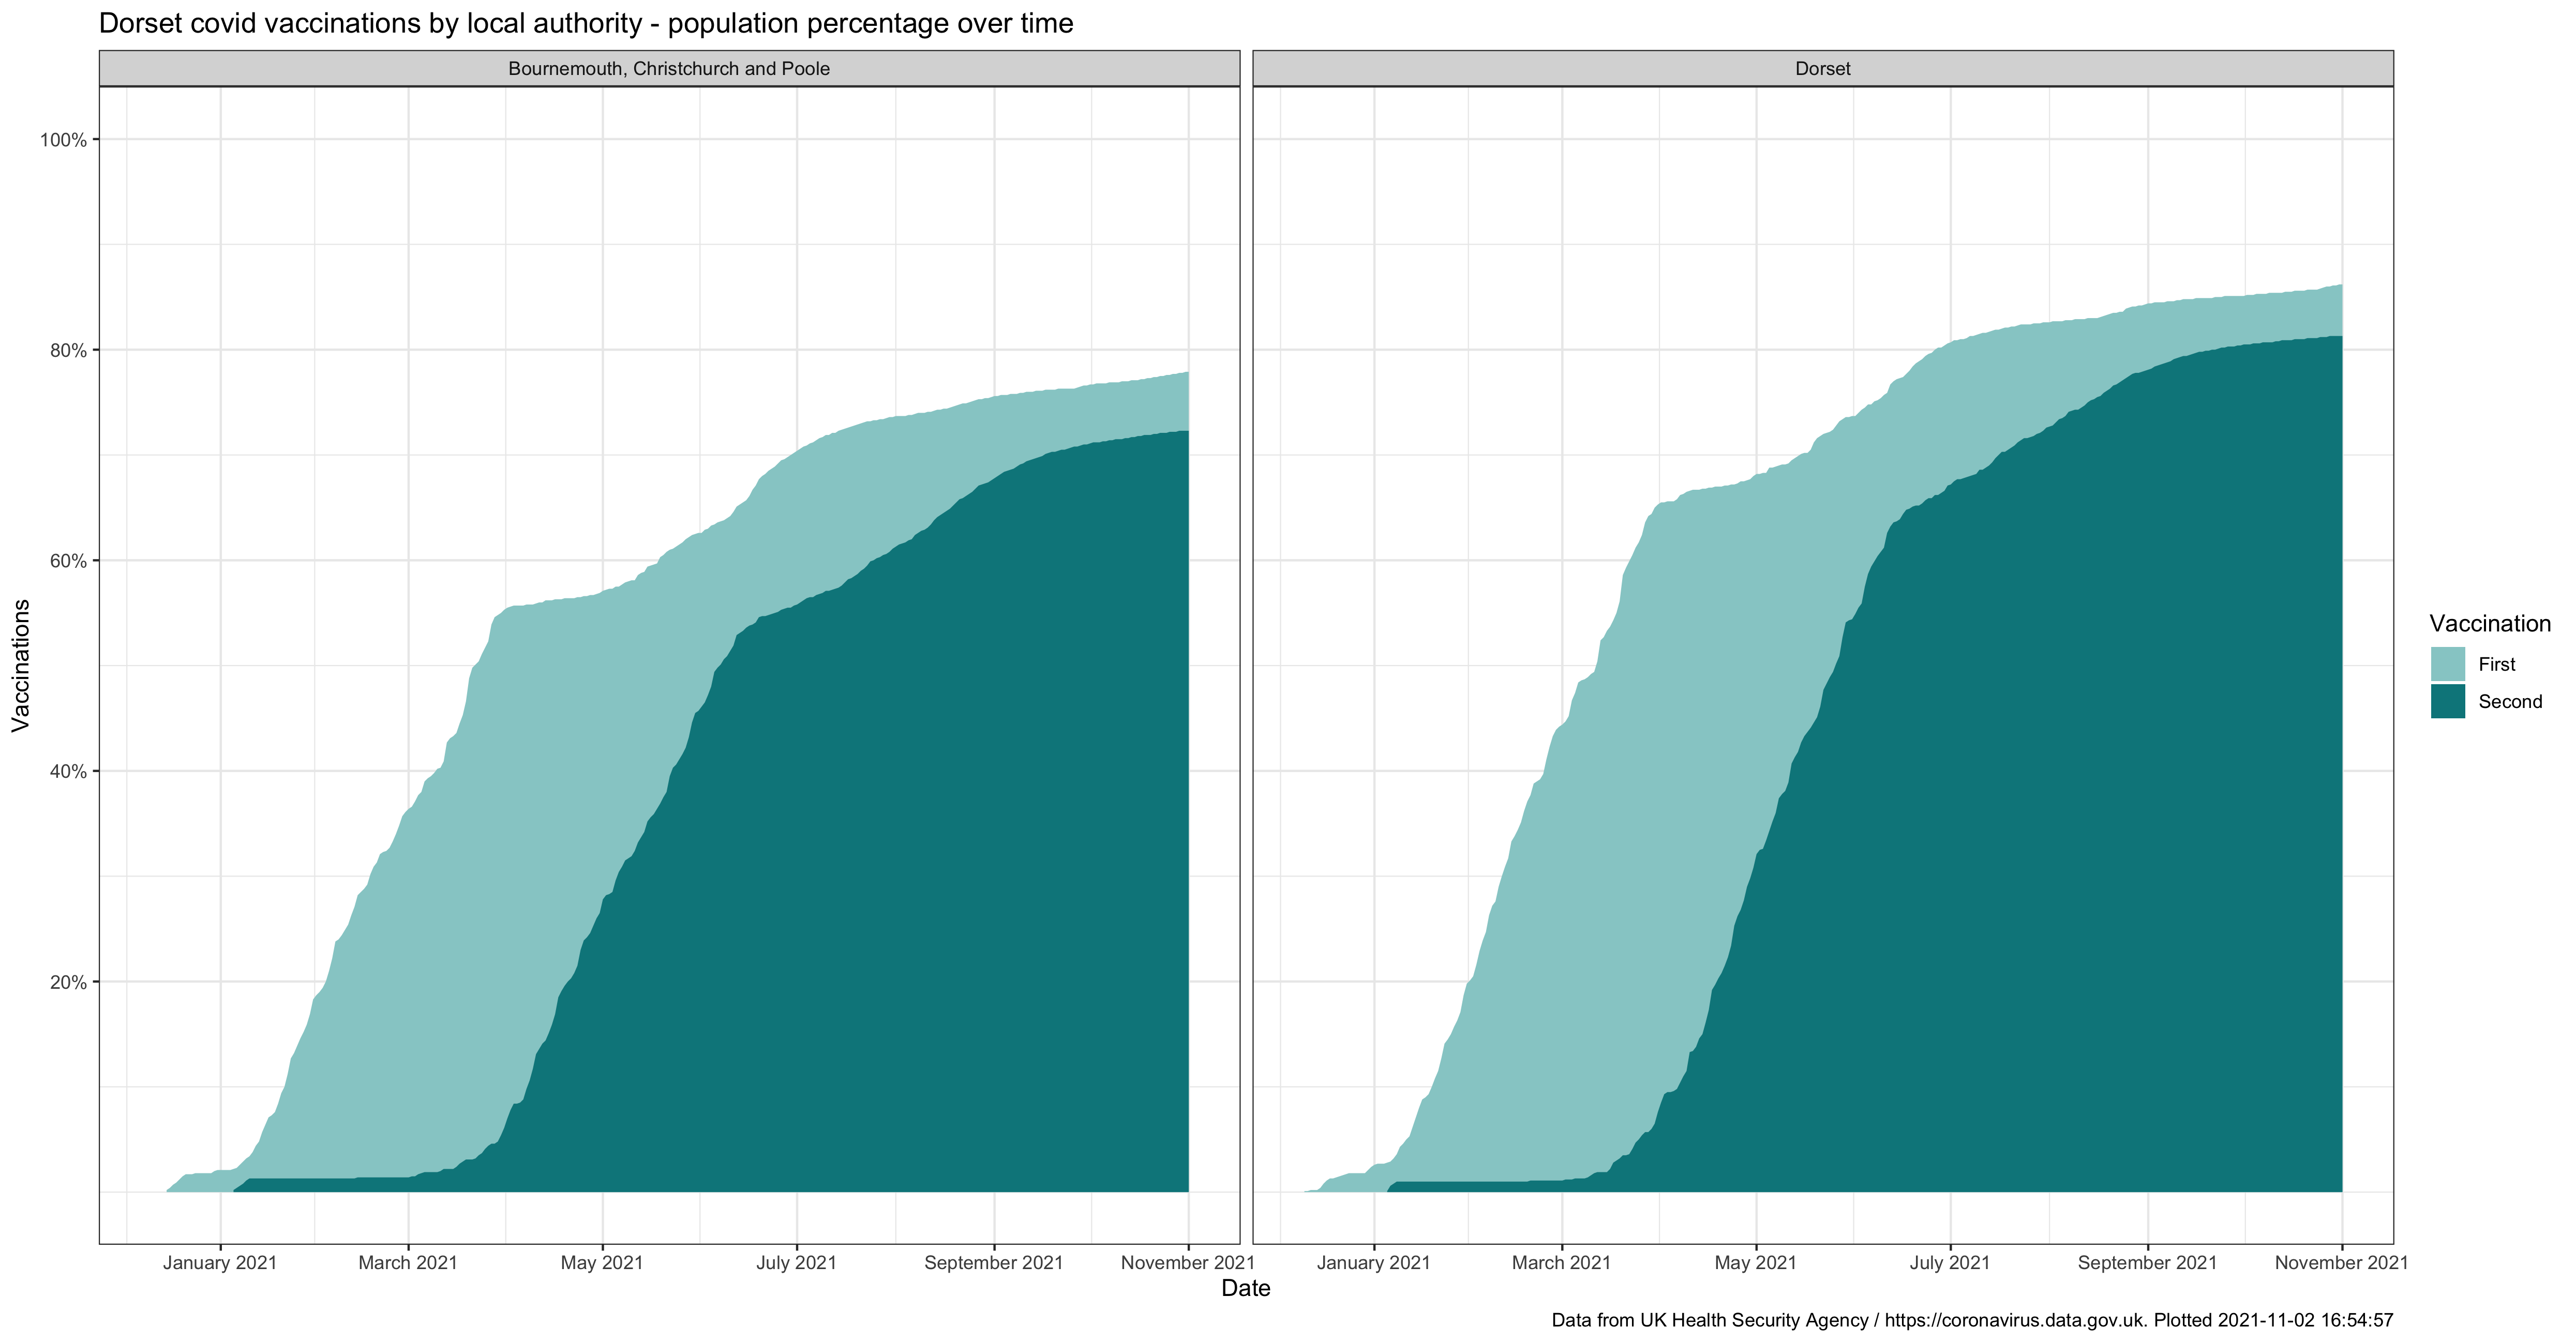 Dorset covid vaccinations by local authority - population percentage over time
Bournemouth, Christchurch and Poole
Dorset
100%
80%
60%
40%
20%
Vaccinations
January 2021
March 2021
May 2021
July 2021
September 2021
November 2021
January 2021
March 2021
May 2021
July 2021
September 2021
November 2021
Date
Vaccination
First
Second
Data from UK Health Security Agency / https://coronavirus.data.gov.uk. Plotted 2021-11-02 16:54:57